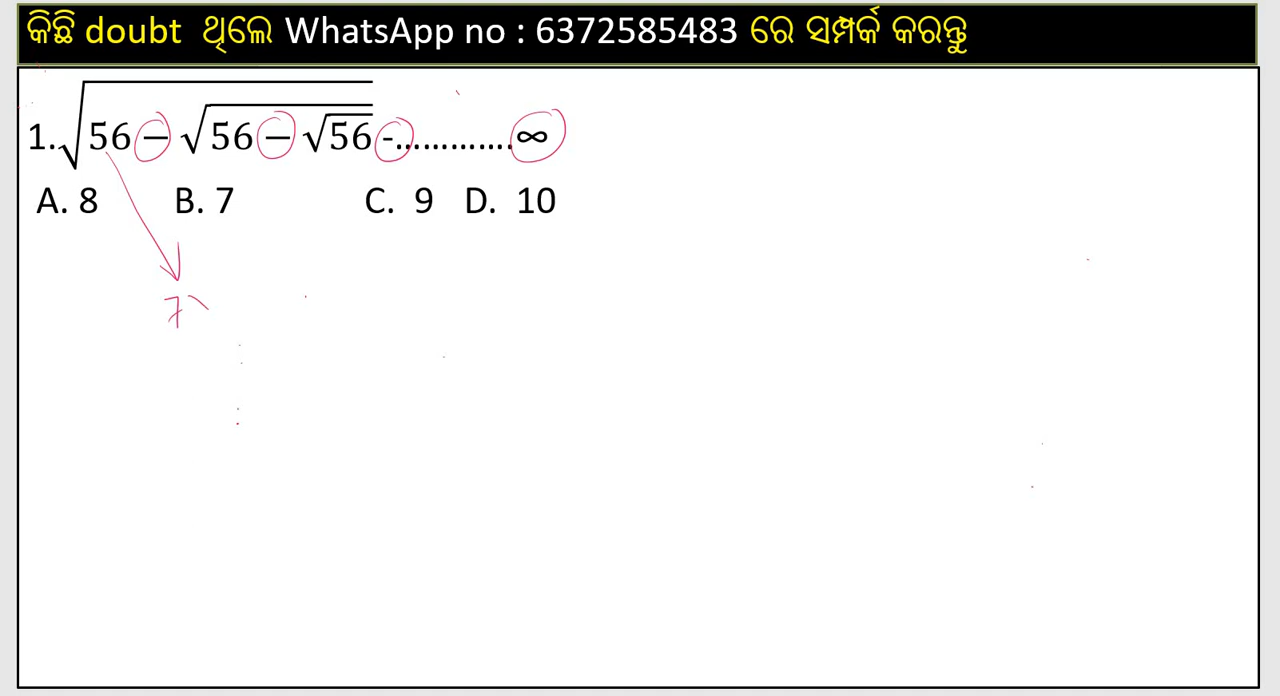 କିଛି doubt ଥିଲେ WhatsApp no : 6372585483 ରେ ସମ୍ପର୍କ କରନ୍ତୁ
1.√56 − √56 − √56 -............∞
A. 8 B. 7 C. 9 D. 10
7